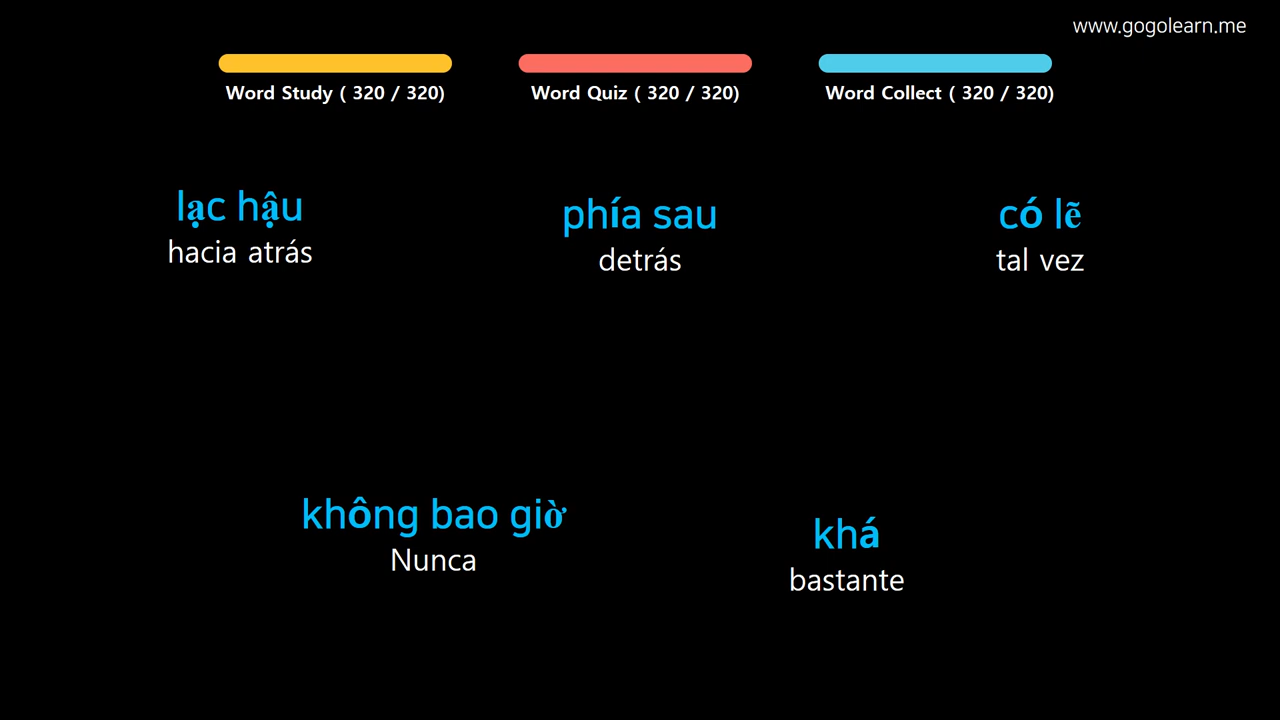 www.gogolearn.me
Word Study ( 320 / 320)
Word Quiz ( 320 / 320)
Word Collect ( 320 / 320)
lạc hậu
hacia atrás
phía sau
detrás
có lẽ
tal vez
không bao giờ
Nunca
khá
bastante